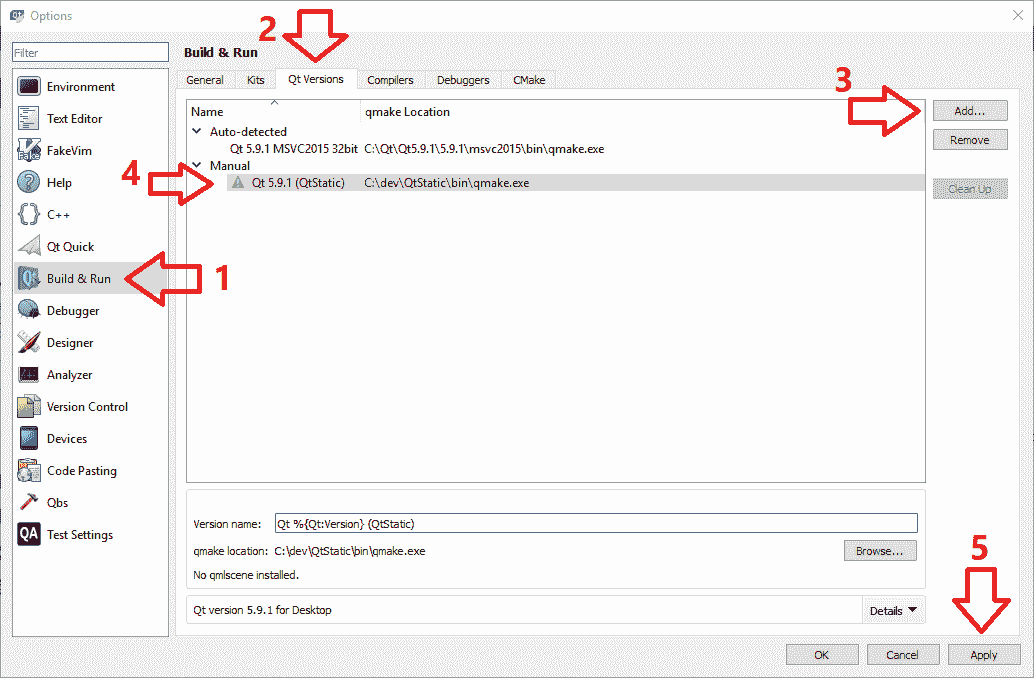 Options
Filter
Environment
Text Editor
FakeVim
Help
C++
Qt Quick
Build & Run
Debugger
Designer
Analyzer
Version Control
Devices
Code Pasting
Qbs
QA Test Settings
1
2
Build & Run
General Kits Qt Versions Compilers Debuggers CMake
3
Name qmake Location
Add...
Auto-detected
Qt 5.9.1 MSVC2015 32bit C:\Qt\Qt5.9.1\5.9.1\msvc2015\bin\qmake.exe
Remove
Manual
4
Qt 5.9.1 (QtStatic) C:\dev\QtStatic\bin\qmake.exe
Clean Up
Version name: Qt %{Qt:Version} (QtStatic)
qmake location: C:\dev\QtStatic\bin\qmake.exe Browse...
No qmlscene installed.
Qt version 5.9.1 for Desktop Details
5
OK Cancel Apply